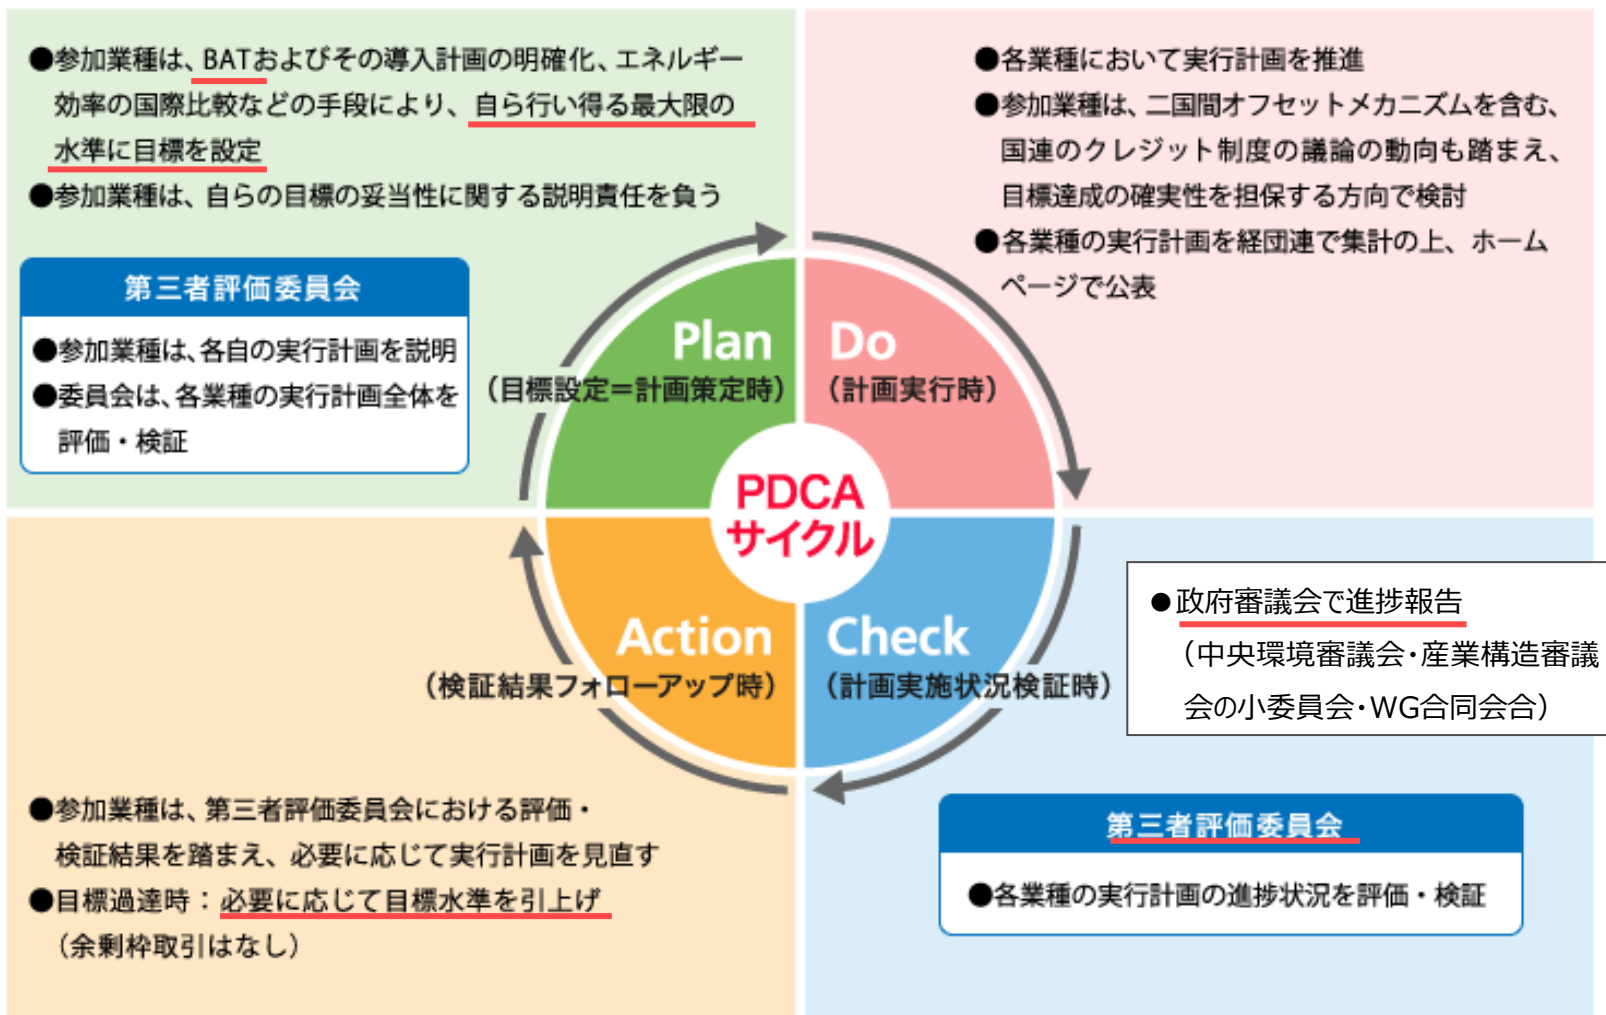 ●参加業種は、BATおよびその導入計画の明確化、エネルギー
効率の国際比較などの手段により、自ら行い得る最大限の
水準に目標を設定
●参加業種は、自らの目標の妥当性に関する説明責任を負う
第三者評価委員会
●参加業種は、各自の実行計画を説明
●委員会は、各業種の実行計画全体を
評価・検証
●各業種において実行計画を推進
●参加業種は、二国間オフセットメカニズムを含む、
国連のクレジット制度の議論の動向も踏まえ、
目標達成の確実性を担保する方向で検討
●各業種の実行計画を経団連で集計の上、ホーム
ページで公表
Plan
（目標設定＝計画策定時）
Do
（計画実行時）
PDCA
サイクル
Action
（検証結果フォローアップ時）
Check
（計画実施状況検証時）
●政府審議会で進捗報告
（中央環境審議会・産業構造審議
会の小委員会・WG合同会合）
第三者評価委員会
●各業種の実行計画の進捗状況を評価・検証
●参加業種は、第三者評価委員会における評価・
検証結果を踏まえ、必要に応じて実行計画を見直す
●目標過達時：必要に応じて目標水準を引上げ
（余剰枠取引はなし）